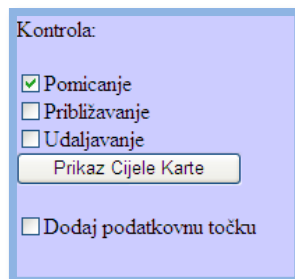 Kontrola:
Pomicanje
Približavanje
Udaljavanje
Prikaz Cijele Karte
Dodaj podatkovnu točku